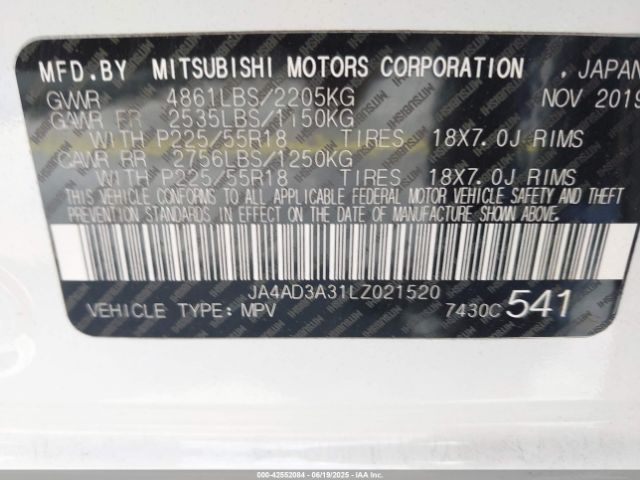 MFD.BY MITSUBISHI MOTORS CORPORATION , JAPAN
GVWR 4861LBS/2205KG NOV 2019
GAWR FR 2535LBS/1150KG
WITH P225/55R18 TIRES 18X7.0J RIMS
GAWR RR 2756LBS/1250KG
WITH P225/55R18 TIRES 18X7.0J RIMS
THIS VEHICLE CONFORMS TO ALL APPLICABLE FEDERAL MOTOR VEHICLE SAFETY AND THEFT
PREVENTION STANDARDS IN EFFECT ON THE DATE OF MANUFACTURE SHOWN ABOVE.
JA4AD3A31LZ021520
VEHICLE TYPE: MPV 7430C 541
000-42552084 - 06/19/2025 - IAAI.com